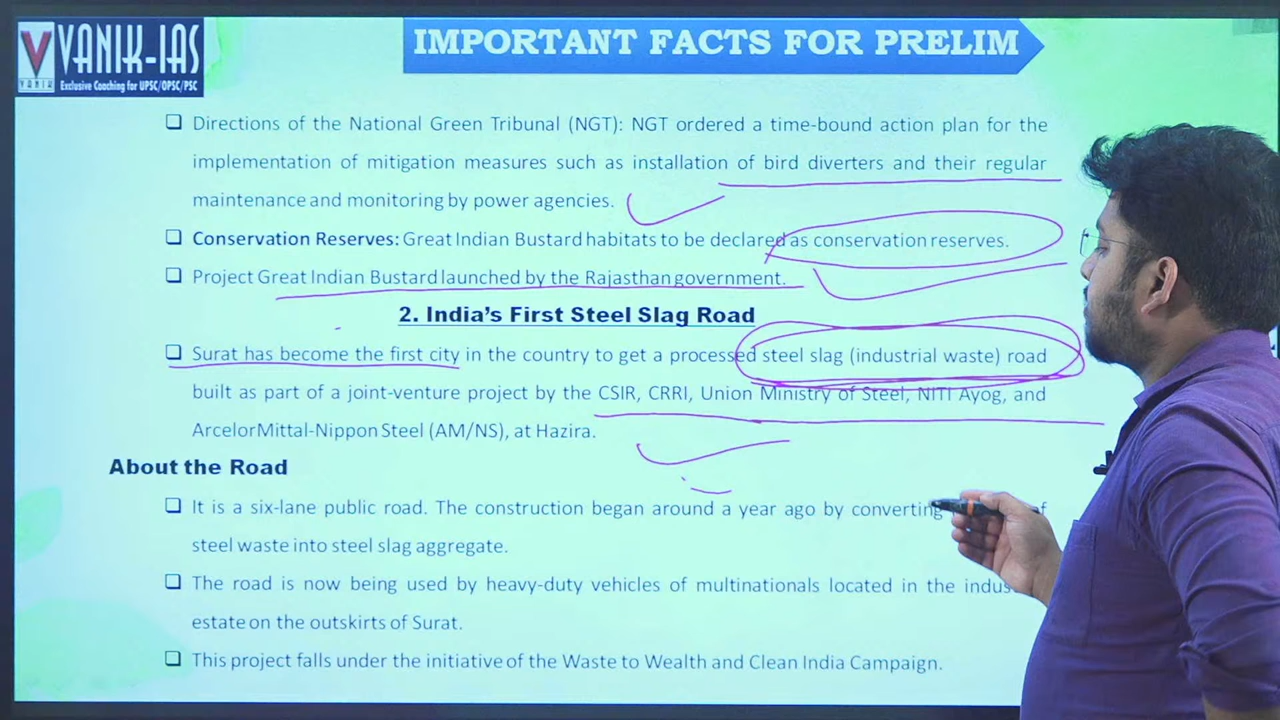 VANIK-IAS
VANIK
Exclusive Coaching for UPSC/OPSC/PSC
IMPORTANT FACTS FOR PRELIM
❑ Directions of the National Green Tribunal (NGT): NGT ordered a time-bound action plan for the
implementation of mitigation measures such as installation of bird diverters and their regular
maintenance and monitoring by power agencies.
❑ Conservation Reserves: Great Indian Bustard habitats to be declared as conservation reserves.
❑ Project Great Indian Bustard launched by the Rajasthan government.
2. India's First Steel Slag Road
❑ Surat has become the first city in the country to get a processed steel slag (industrial waste) road
built as part of a joint-venture project by the CSIR, CRRI, Union Ministry of Steel, NITI Ayog, and
ArcelorMittal-Nippon Steel (AM/NS), at Hazira.
About the Road
❑ It is a six-lane public road. The construction began around a year ago by converting of
steel waste into steel slag aggregate.
❑ The road is now being used by heavy-duty vehicles of multinationals located in the
estate on the outskirts of Surat.
❑ This project falls under the initiative of the Waste to Wealth and Clean India Campaign.